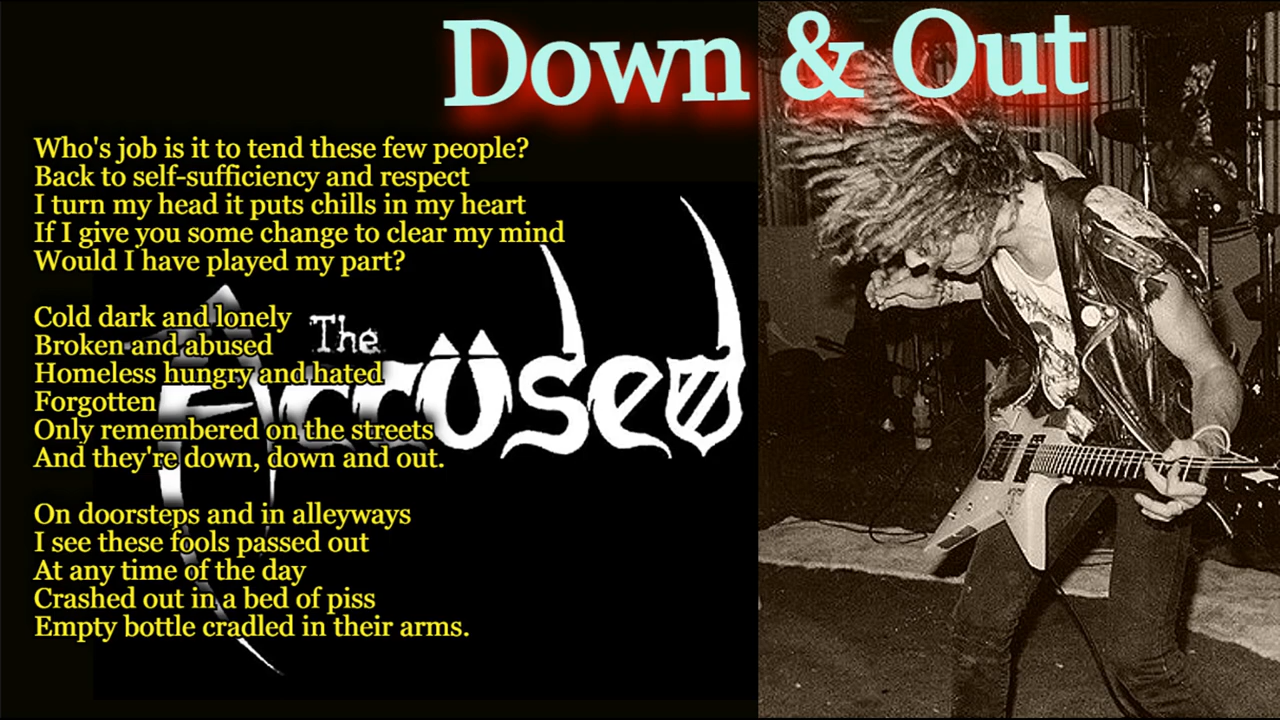 Down & Out
Who's job is it to tend these few people?
Back to self-sufficiency and respect
I turn my head it puts chills in my heart
If I give you some change to clear my mind
Would I have played my part?
Cold dark and lonely
Broken and abused
Homeless hungry and hated
Forgotten
Only remembered on the streets
And they're down, down and out.
On doorsteps and in alleyways
I see these fools passed out
At any time of the day
Crashed out in a bed of piss
Empty bottle cradled in their arms.
The
Accüsed